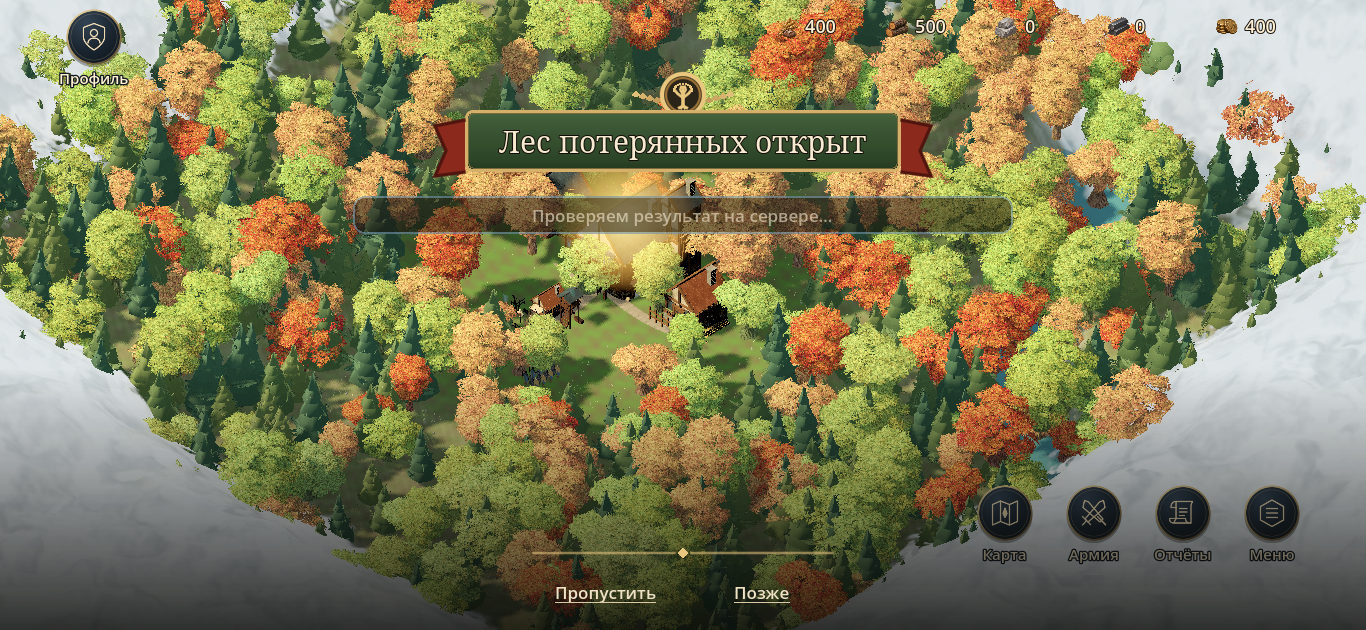 400
500
0
0
400
Профиль
Лес потерянных открыт
Проверяем результат на сервере...
Карта
Армия
Отчёты
Меню
Пропустить
Позже